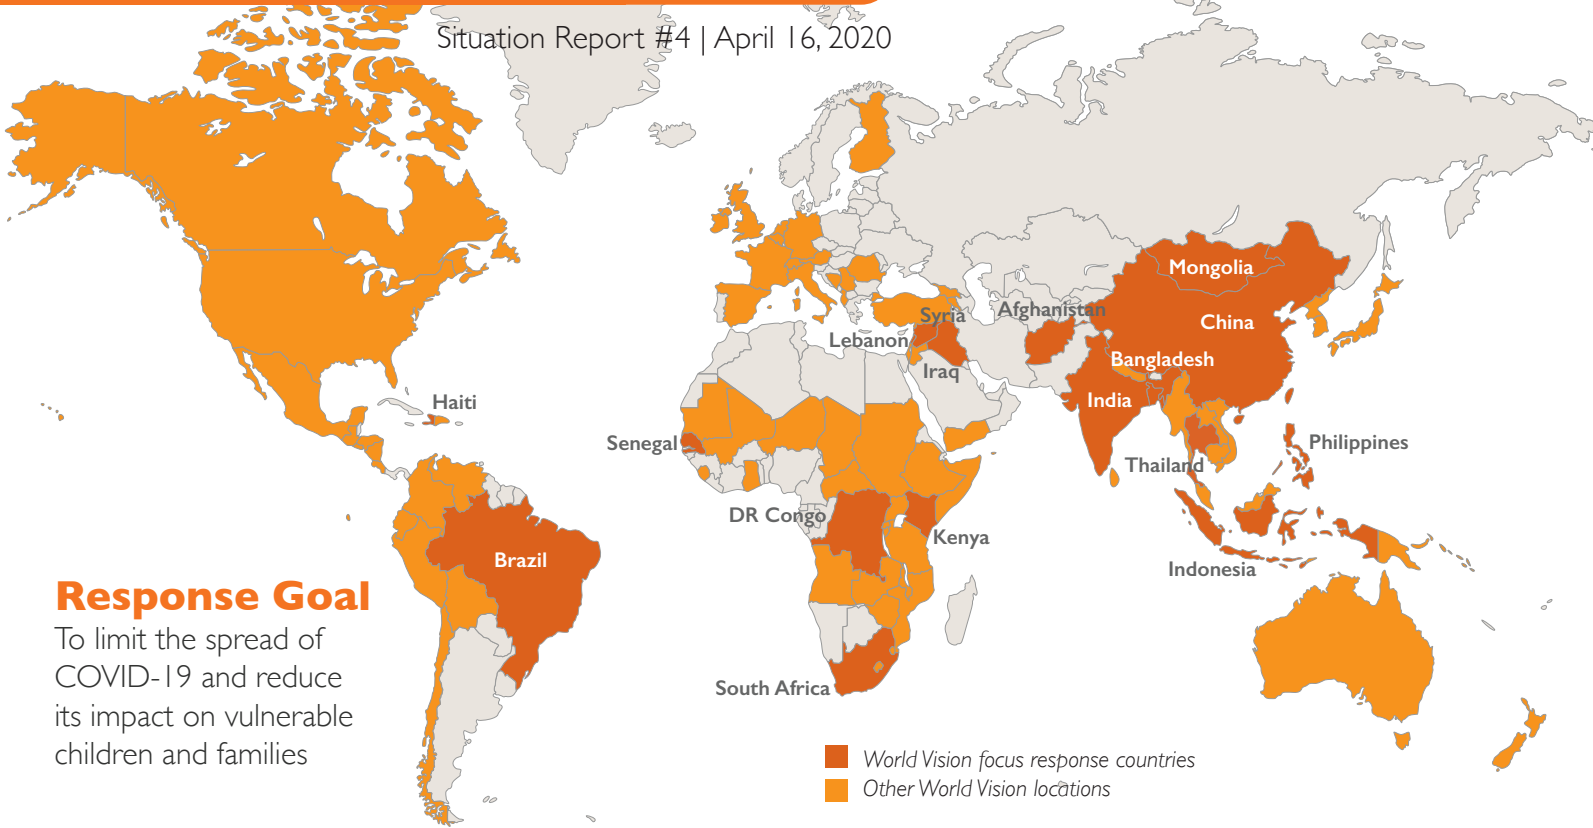 Situation Report #4 | April 16, 2020
Mongolia
Syria
Afghanistan
China
Lebanon
Bangladesh
Iraq
India
Haiti
Senegal
Philippines
Thailand
DR Congo
Kenya
Brazil
Indonesia
South Africa
Response Goal
To limit the spread of
COVID-19 and reduce
its impact on vulnerable
children and families
World Vision focus response countries
Other World Vision locations